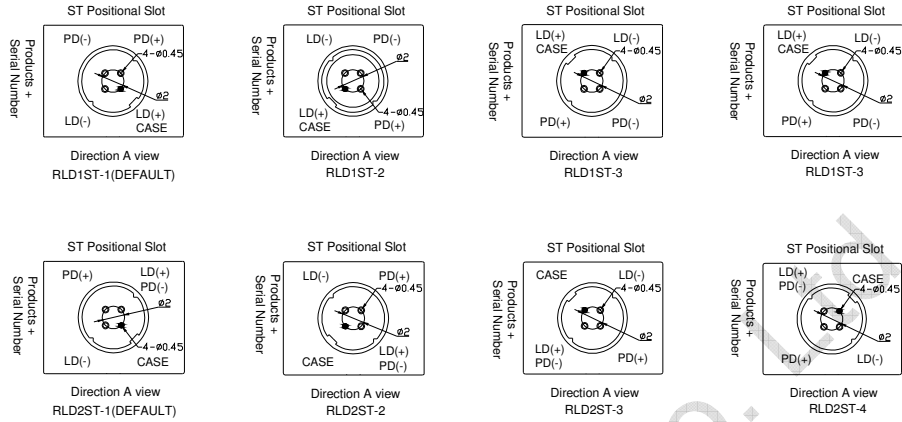 ST Positional Slot
PD(-) PD(+)
4-ø0.45
ø2
LD(-) LD(+)
CASE
Products +
Serial Number
Direction A view
RLD1ST-1(DEFAULT)
ST Positional Slot
LD(-) PD(-)
ø2
4-ø0.45
LD(+) PD(+)
CASE
Products +
Serial Number
Direction A view
RLD1ST-2
ST Positional Slot
LD(+) LD(-)
CASE 4-ø0.45
ø2
PD(+) PD(-)
Products +
Serial Number
Direction A view
RLD1ST-3
ST Positional Slot
LD(+) LD(-)
CASE 4-ø0.45
ø2
PD(+) PD(-)
Products +
Serial Number
Direction A view
RLD1ST-3
ST Positional Slot
PD(+) LD(+)
PD(-)
ø2
4-ø0.45
LD(-) CASE
Products +
Serial Number
Direction A view
RLD2ST-1(DEFAULT)
ST Positional Slot
LD(-) PD(+)
4-ø0.45
ø2
LD(+)
CASE PD(-)
Products +
Serial Number
Direction A view
RLD2ST-2
ST Positional Slot
CASE LD(-)
4-ø0.45
ø2
LD(+) PD(+)
PD(-)
Products +
Serial Number
Direction A view
RLD2ST-3
ST Positional Slot
LD(+) CASE
PD(-) 4-ø0.45
ø2
PD(+) LD(-)
Products +
Serial Number
Direction A view
RLD2ST-4
Ltd